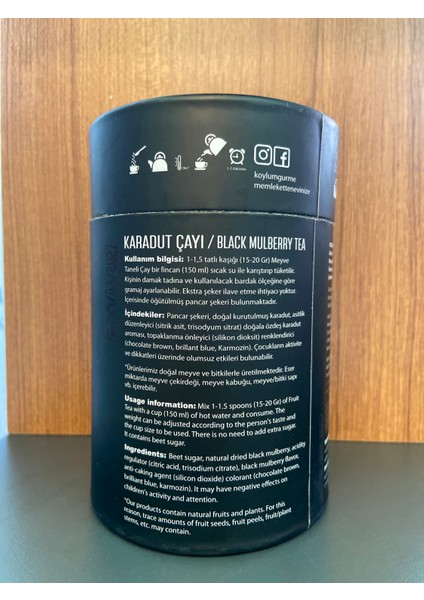 koylumgurme
memlekettenevinize
KARADUT ÇAYI / BLACK MULBERRY TEA
Kullanım bilgisi: 1-1,5 tatlı kaşığı (15-20 Gr) Meyve
Taneli Çay bir fincan (150 ml) sıcak su ile karıştırıp tüketilir.
Kişinin damak tadına ve kullanılacak bardak ölçeğine göre
gramaj ayarlanabilir. Ekstra şeker ilave etme ihtiyacı yoktur.
İçerisinde öğütülmüş pancar şekeri bulunmaktadır.
İçindekiler: Pancar şekeri, doğal kurutulmuş karadut, asitlik
düzenleyici (sitrik asit, trisodyum sitrat) doğala özdeş karadut
aroması, topaklanma önleyici (silikon dioksit) renklendirici
(chocolate brown, brillant blue, Karmozin). Çocukların aktivite
ve dikkatleri üzerinde olumsuz etkileri bulunabilir.
*Ürünlerimiz doğal meyve ve bitkilerle üretilmektedir. Eser
miktarda meyve çekirdeği, meyve kabuğu, meyve/bitki sapı
vb. içerebilir.
Usage information: Mix 1-1.5 spoons (15-20 Gr) of Fruit
Tea with a cup (150 ml) of hot water and consume. The
weight can be adjusted according to the person's taste and
the cup size to be used. There is no need to add extra sugar.
It contains beet sugar.
Ingredients: Beet sugar, natural dried black mulberry, acidity
regulator (citric acid, trisodium citrate), black mulberry flavor,
anti-caking agent (silicon dioxide) colorant (chocolate brown,
brilliant blue, karmozin). It may have negative effects on
children's activity and attention.
*Our products contain natural fruits and plants. For this
reason, trace amounts of fruit seeds, fruit peels, fruit/plant
stems, etc. may contain.